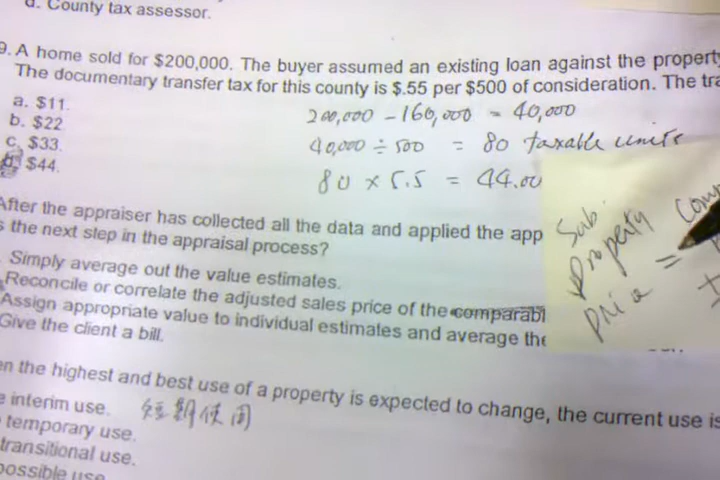 d. County tax assessor.
9. A home sold for $200,000. The buyer assumed an existing loan against the property
The documentary transfer tax for this county is $.55 per $500 of consideration. The tra
a. $11.
b. $22
c. $33.
$44.
200,000 - 160,000 = 40,000
40,000 ÷ 500 = 80 taxable units
80 x 5.5 = 44.00
After the appraiser has collected all the data and applied the app
s the next step in the appraisal process?
Simply average out the value estimates.
Reconcile or correlate the adjusted sales price of the comparabl
Assign appropriate value to individual estimates and average the
Give the client a bill.
Sub.
Property
price =
Com
±
en the highest and best use of a property is expected to change, the current use is
e interim use. 短期使用
temporary use.
transitional use.
possible use